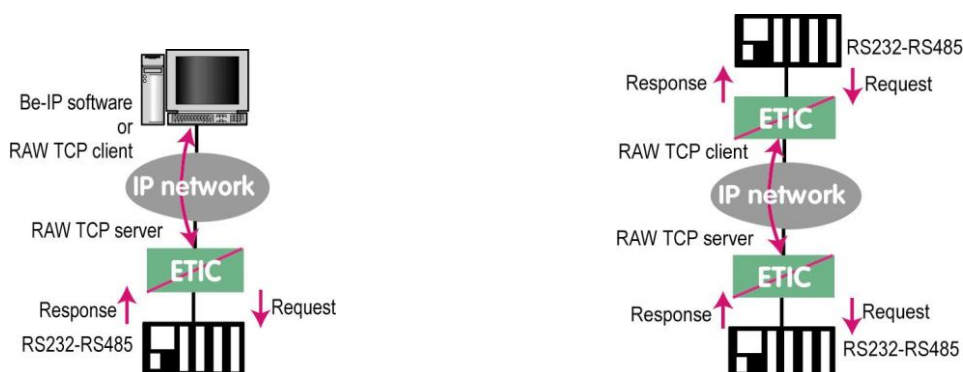 Be-IP software
or
RAW TCP client
IP network
RAW TCP server
ETIC
Response
Request
RS232-RS485
RS232-RS485
Response
Request
ETIC
RAW TCP client
IP network
RAW TCP server
ETIC
Response
Request
RS232-RS485